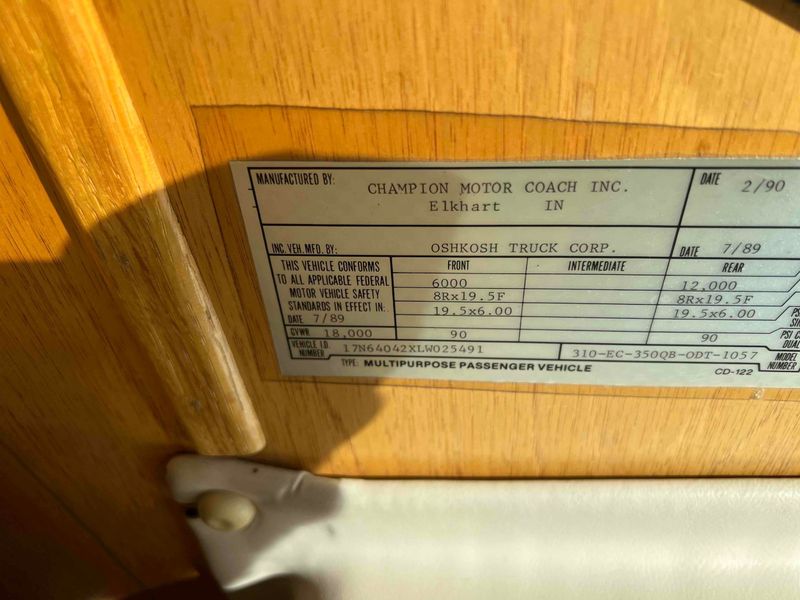 MANUFACTURED BY: CHAMPION MOTOR COACH INC. DATE 2/90
Elkhart IN
INC. VEH. MFD. BY: OSHKOSH TRUCK CORP. DATE 7/89
THIS VEHICLE CONFORMS FRONT INTERMEDIATE REAR
TO ALL APPLICABLE FEDERAL 6000 12,000
MOTOR VEHICLE SAFETY 8Rx19.5F 8Rx19.5F
STANDARDS IN EFFECT IN: 19.5x6.00 19.5x6.00
DATE 7/89
GVWR 18,000 90 90 PSI DUAL
VEHICLE I.D. NUMBER 17N64042XLW025491 310-EC-350QB-ODT-1057 MODEL NUMBER
TYPE: MULTIPURPOSE PASSENGER VEHICLE CD-122